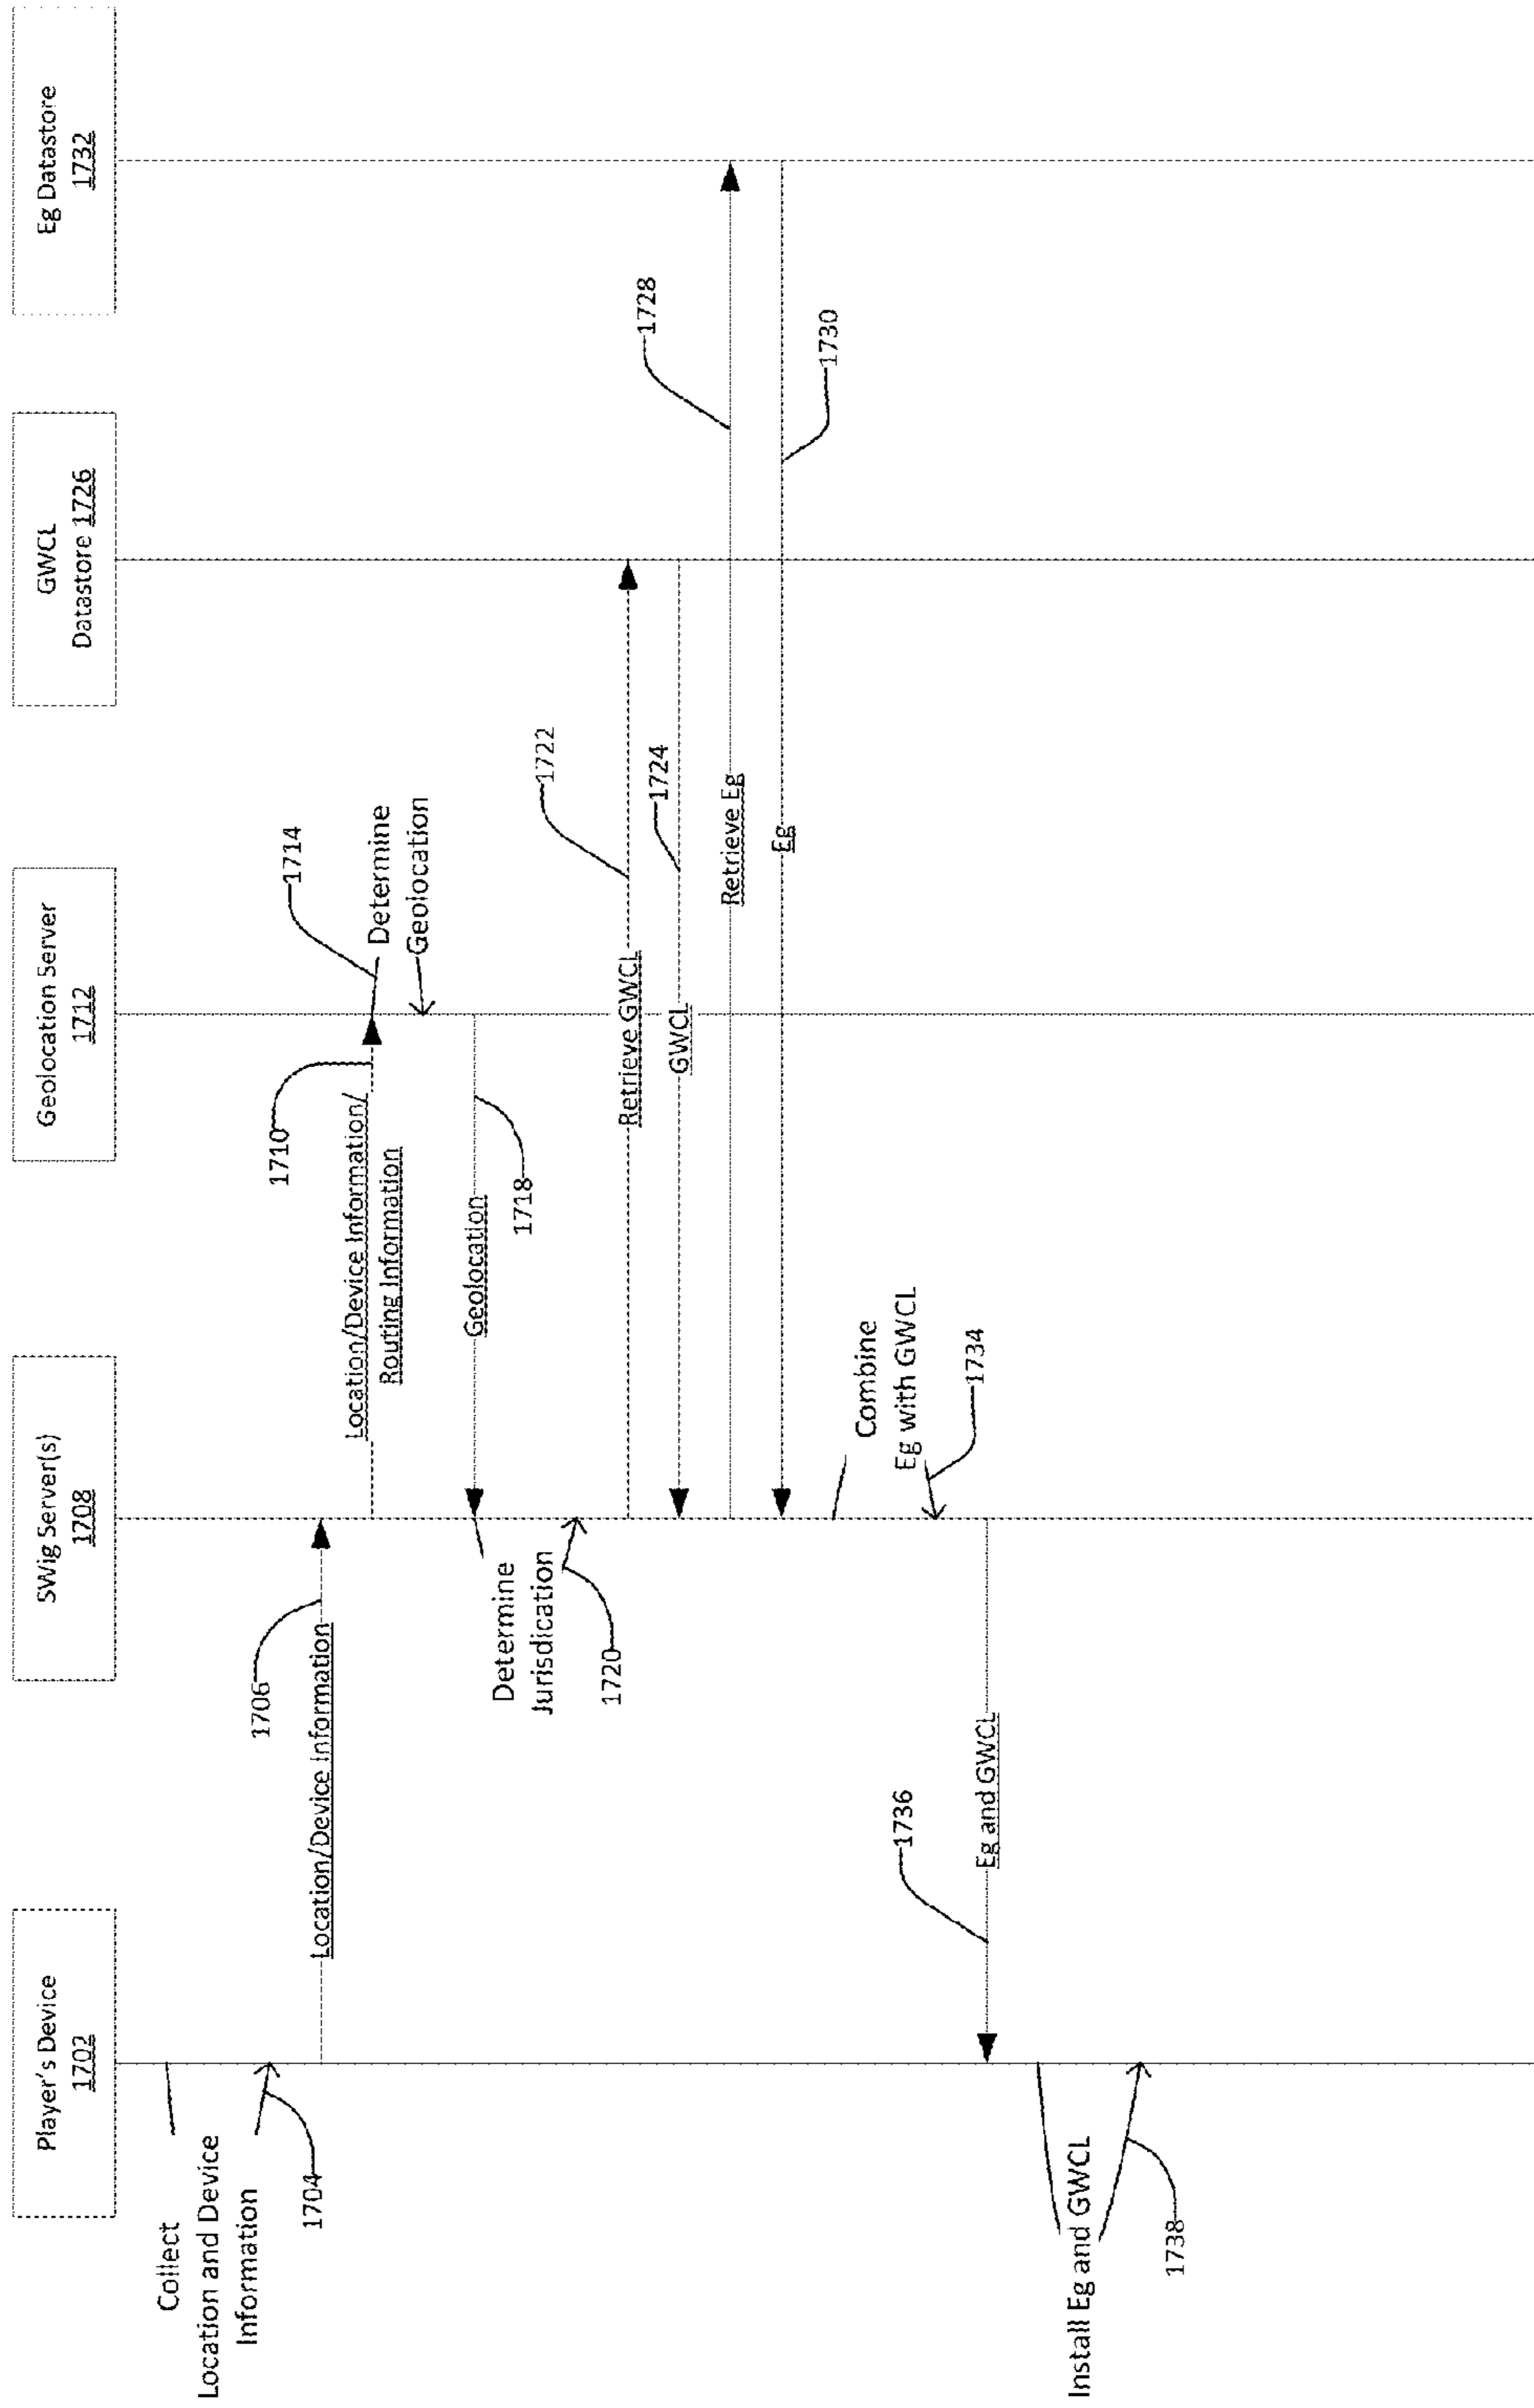 Player's Device
1702
SWig Server(s)
1708
Geolocation Server
1712
GWCL
Datastore 1726
Eg Datastore
1732
Collect
Location and Device
Information
1704
1706
Location/Device Information
1710
Location/Device Information/
Routing Information
1714
Determine
Geolocation
Geolocation
1718
Determine
Jurisdication
1720
1722
Retrieve GWCL
1724
GWCL
1728
Retrieve Eg
Eg
1730
Combine
Eg with GWCL
1734
1736
Eg and GWCL
Install Eg and GWCL
1738